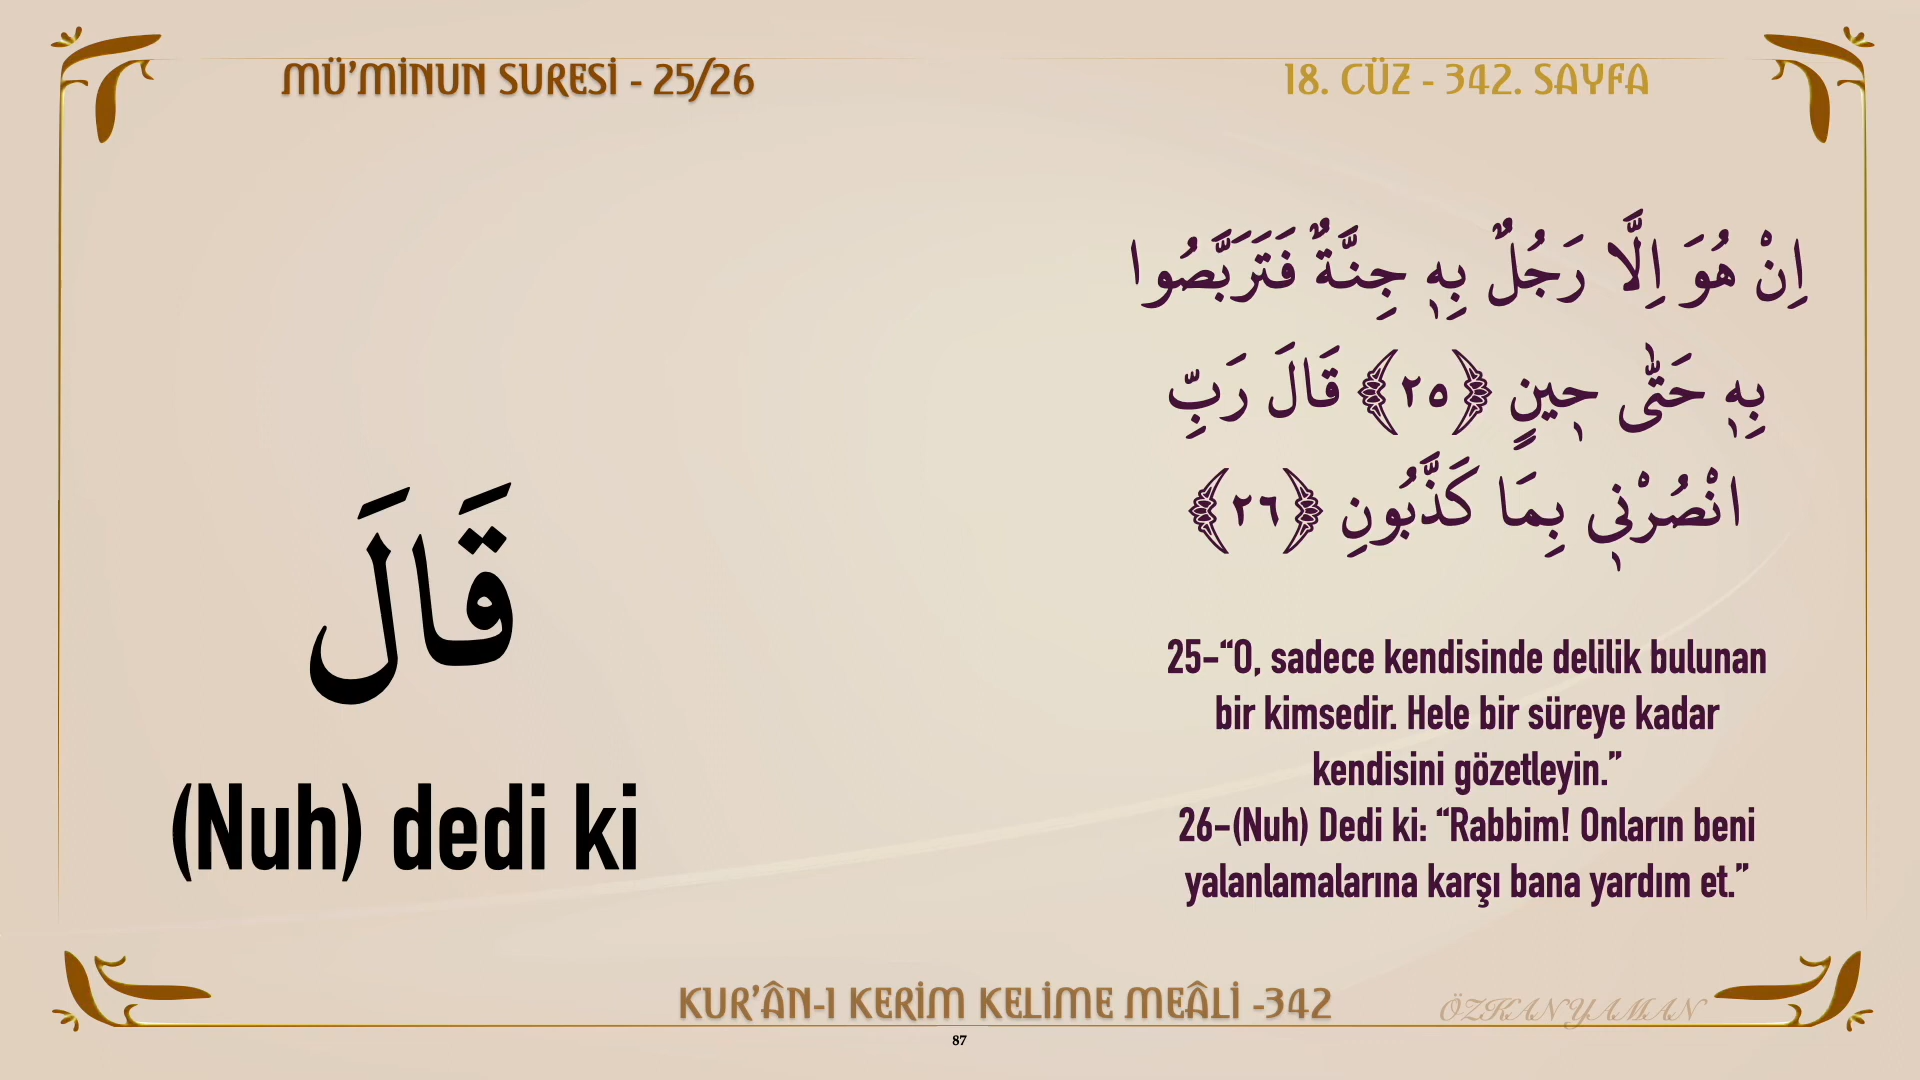 MÜ’MİNUN SURESİ - 25/26
18. CÜZ - 342. SAYFA
اِنْ هُوَ اِلَّا رَجُلٌ بِه۪ جِنَّةٌ فَتَرَبَّصُوا
بِه۪ حَتّٰى ح۪ينٍ ﴿٢٥﴾ قَالَ رَبِّ
انْصُرْن۪ي بِمَا كَذَّبُونِ ﴿٢٦﴾
قَالَ
(Nuh) dedi ki
25-“O, sadece kendisinde delilik bulunan
bir kimsedir. Hele bir süreye kadar
kendisini gözetleyin.”
26-(Nuh) Dedi ki: “Rabbim! Onların beni
yalanlamalarına karşı bana yardım et.”
KUR’ÂN-I KERİM KELİME MEÂLİ -342
ÖZKAN YAMAN
87